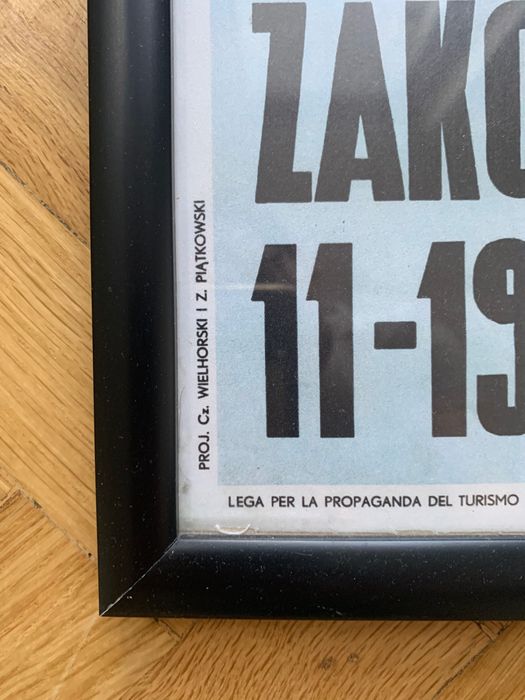 ZAKO
11-19
PROJ. Cz. WIELHORSKI I Z. PIĄTKOWSKI
LEGA PER LA PROPAGANDA DEL TURISMO